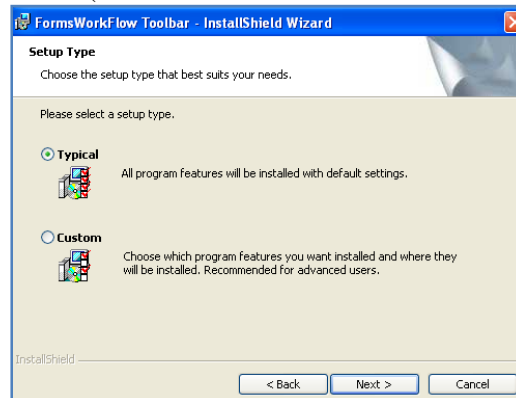 FormsWorkFlow Toolbar - InstallShield Wizard
Setup Type
Choose the setup type that best suits your needs.
Please select a setup type.
Typical
All program features will be installed with default settings.
Custom
Choose which program features you want installed and where they
will be installed. Recommended for advanced users.
InstallShield
< Back Next > Cancel